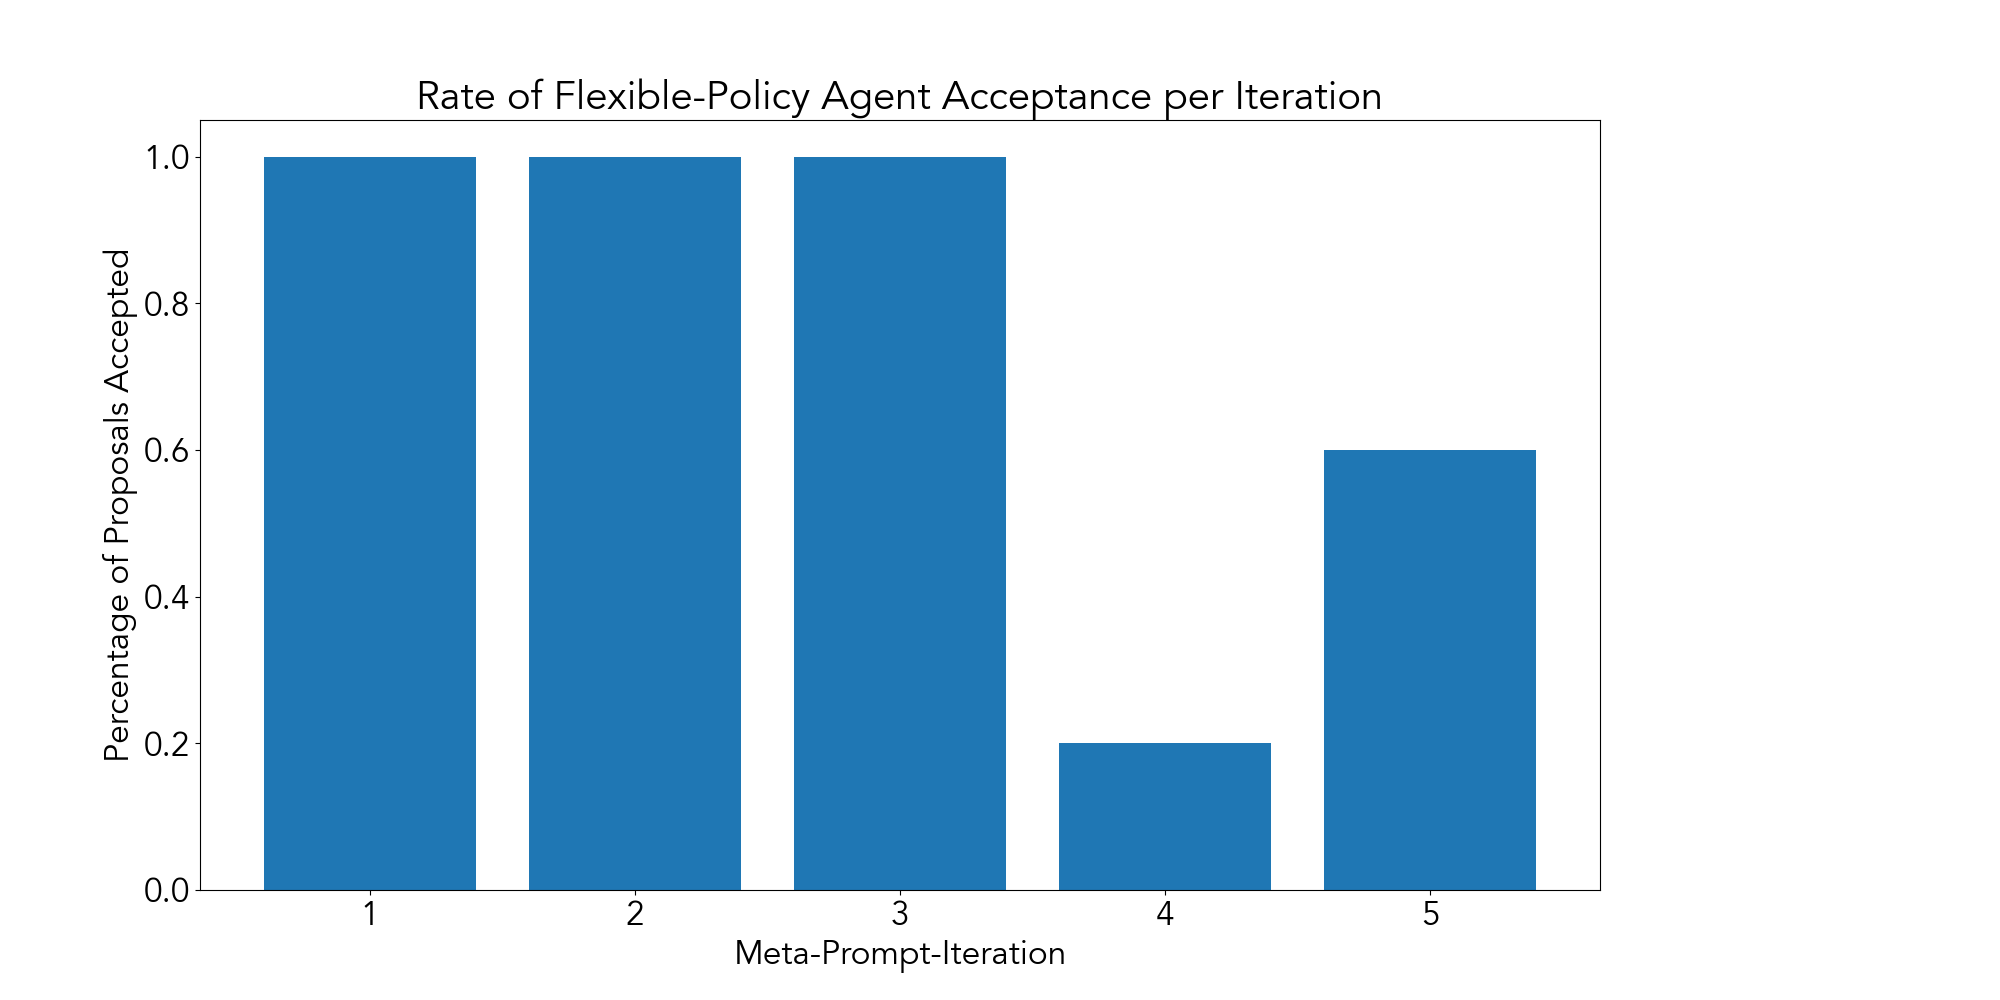 Rate of Flexible-Policy Agent Acceptance per Iteration
Percentage of Proposals Accepted
1.0
0.8
0.6
0.4
0.2
0.0
1 2 3 4 5
Meta-Prompt-Iteration